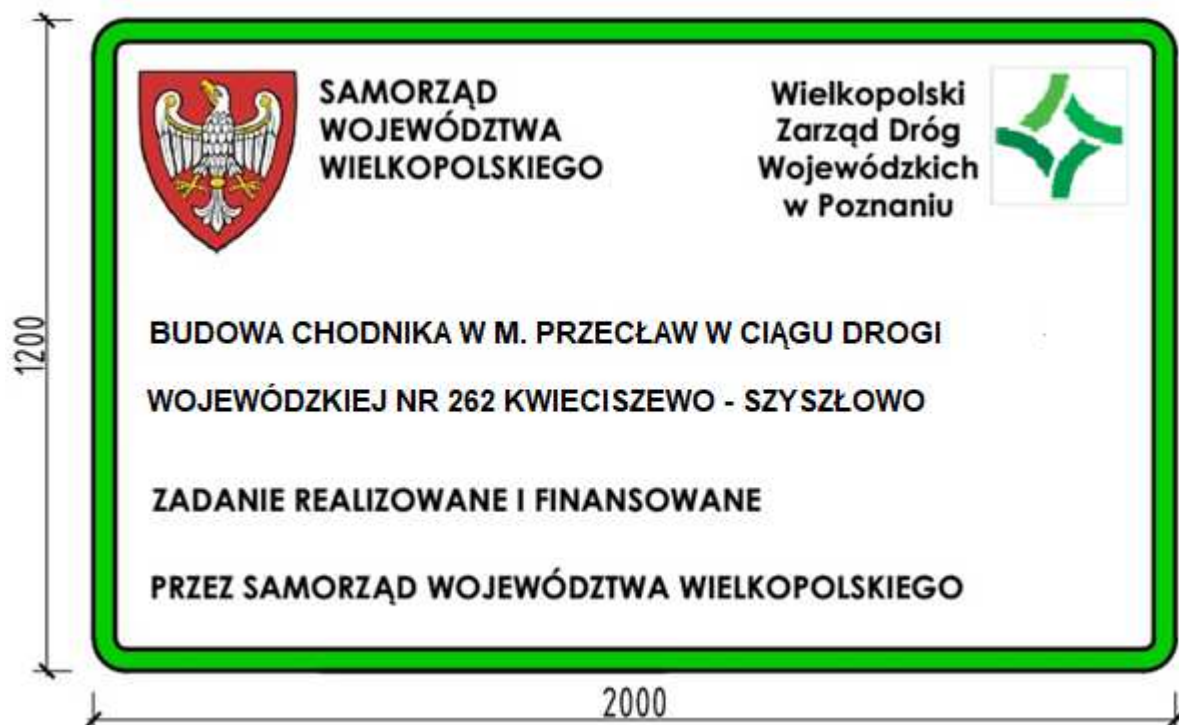 SAMORZĄD
WOJEWÓDZTWA
WIELKOPOLSKIEGO
Wielkopolski
Zarząd Dróg
Wojewódzkich
w Poznaniu
BUDOWA CHODNIKA W M. PRZECŁAW W CIĄGU DROGI
WOJEWÓDZKIEJ NR 262 KWIECISZEWO - SZYSZŁOWO
ZADANIE REALIZOWANE I FINANSOWANE
PRZEZ SAMORZĄD WOJEWÓDZTWA WIELKOPOLSKIEGO
1200
2000